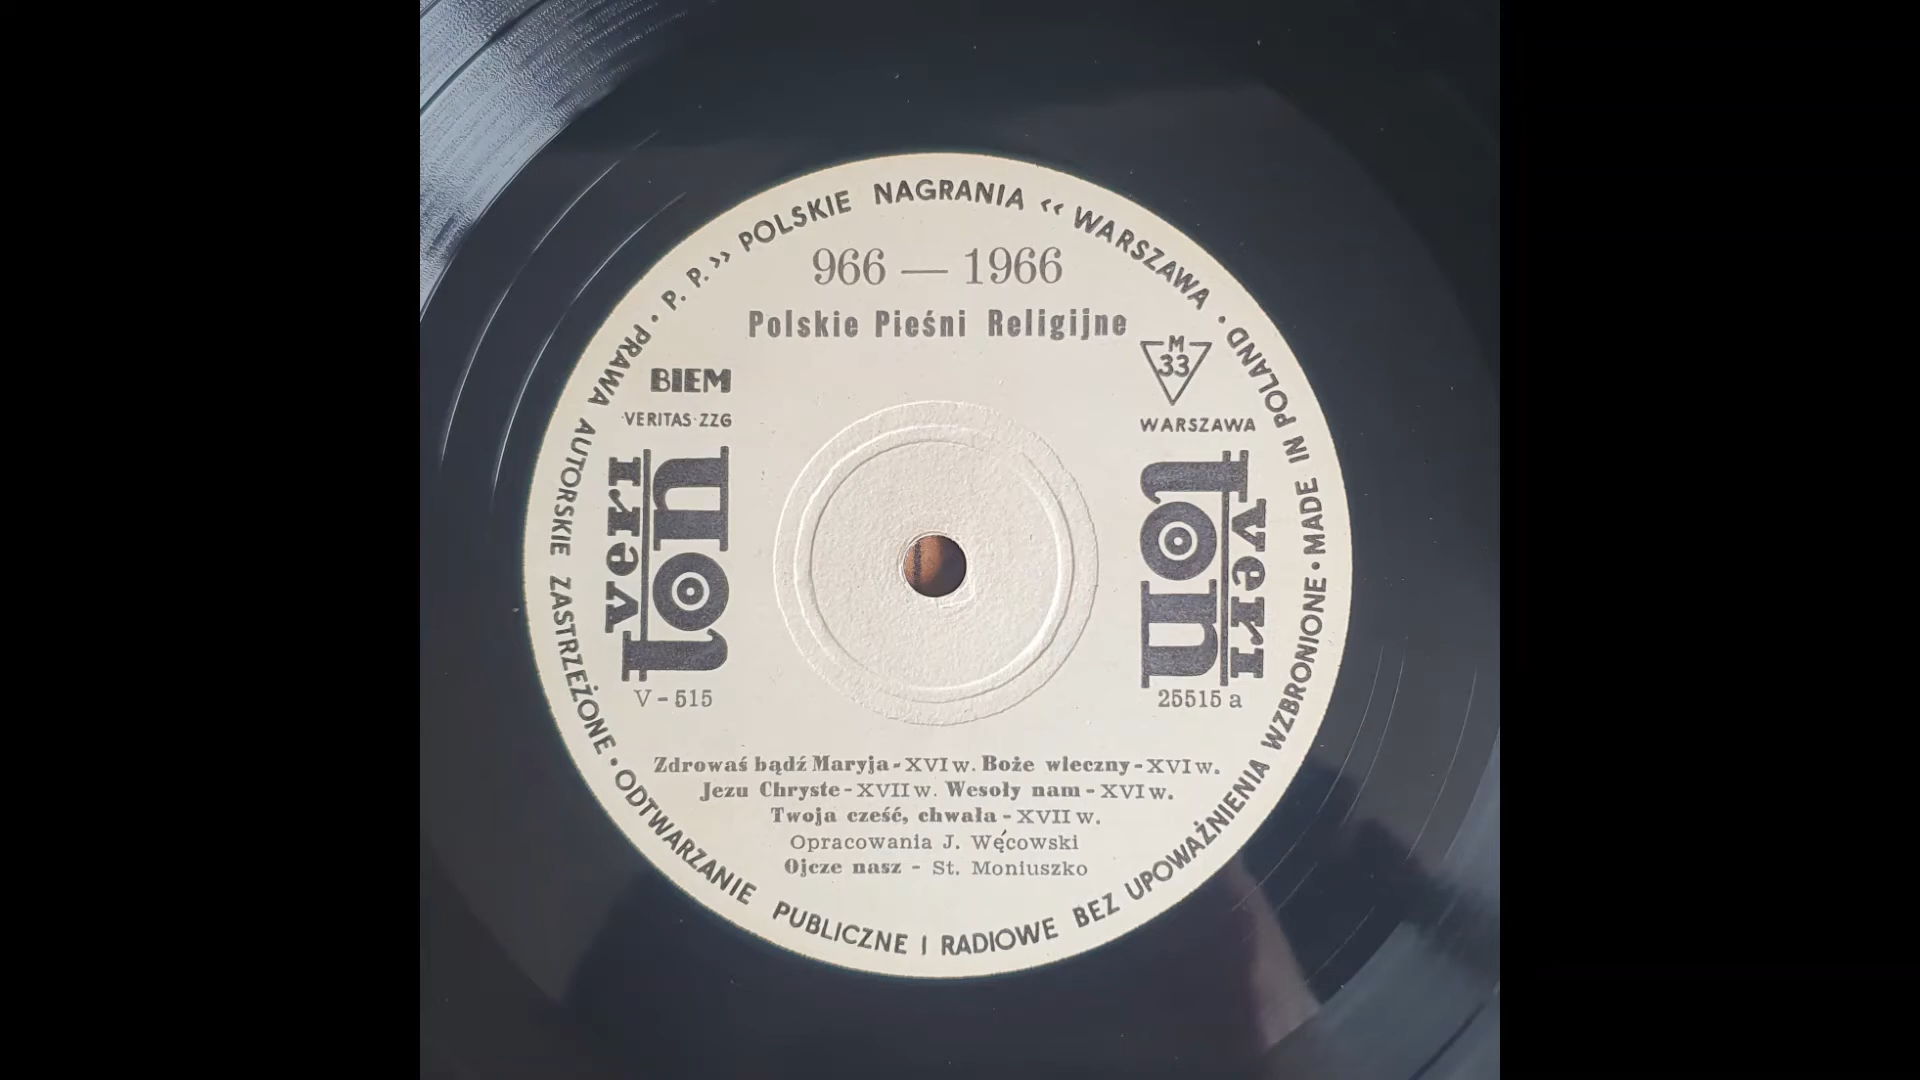 P. P. ›› POLSKIE NAGRANIA ‹‹ WARSZAWA • MADE IN POLAND • ODTWARZANIE PUBLICZNE I RADIOWE BEZ UPOWAŻNIENIA WZBRONIONE • PRAWA AUTORSKIE ZASTRZEŻONE •
966 — 1966
Polskie Pieśni Religijne
BIEM
VERITAS-ZZG
M
33
WARSZAWA
veri
ton
veri
ton
V - 515
25515 a
Zdrowaś bądź Maryja - XVI w. Boże wieczny - XVI w.
Jezu Chryste - XVII w. Wesoły nam - XVI w.
Twoja cześć, chwała - XVII w.
Opracowania J. Węcowski
Ojcze nasz - St. Moniuszko